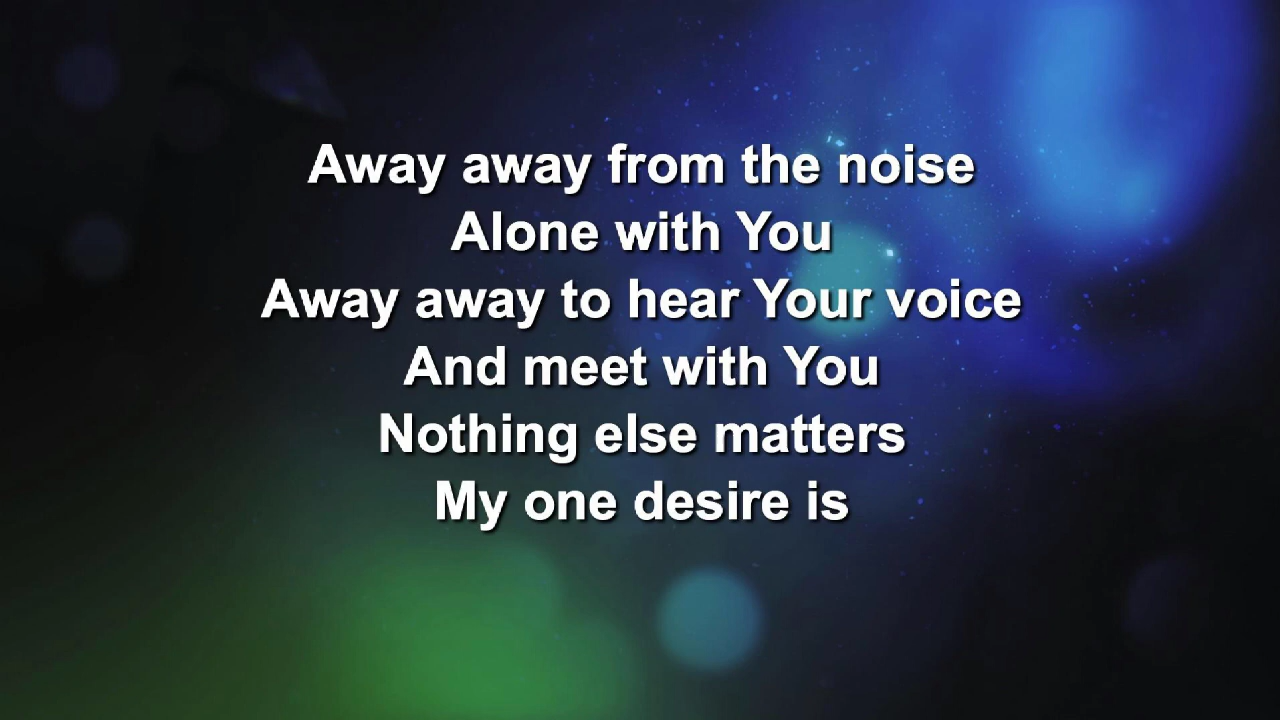 Away away from the noise
Alone with You
Away away to hear Your voice
And meet with You
Nothing else matters
My one desire is